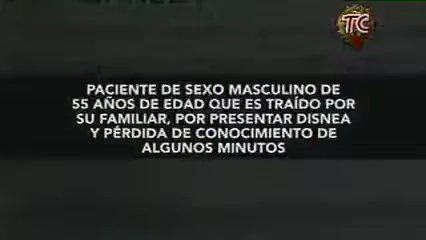 TC
PACIENTE DE SEXO MASCULINO DE
55 AÑOS DE EDAD QUE ES TRAÍDO POR
SU FAMILIAR, POR PRESENTAR DISNEA
Y PÉRDIDA DE CONOCIMIENTO DE
ALGUNOS MINUTOS